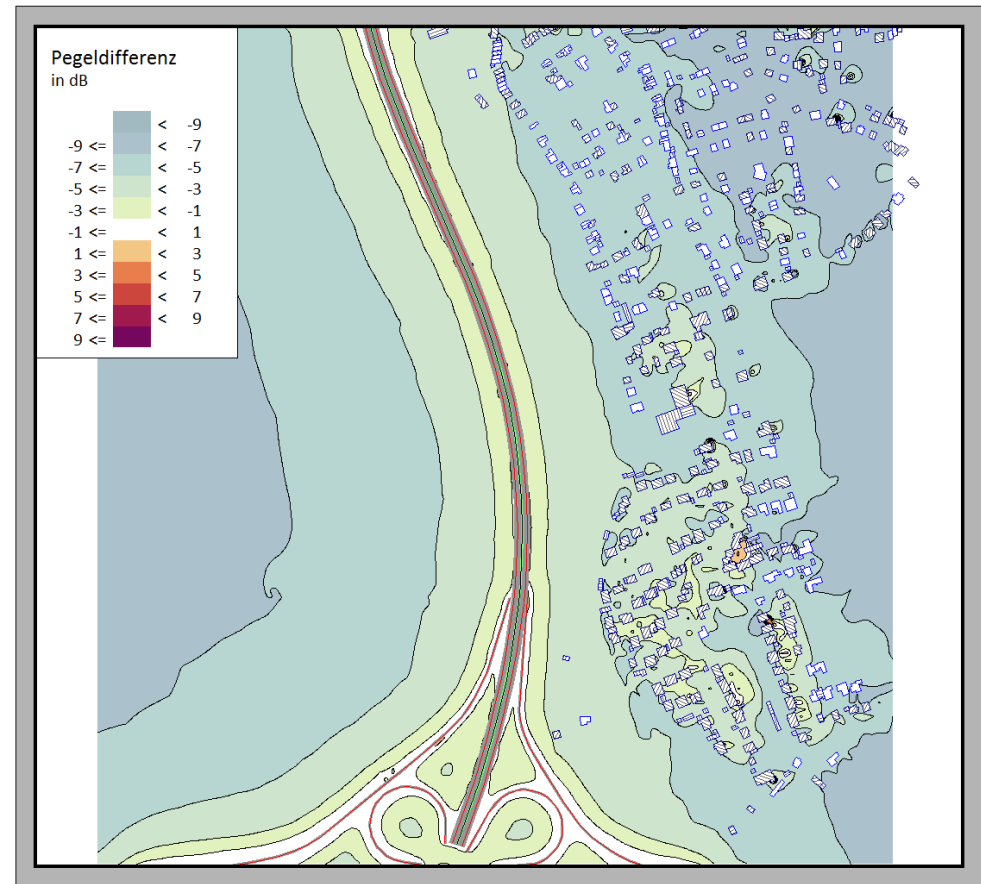 Pegeldifferenz
in dB
< -9
-9 <= < -7
-7 <= < -5
-5 <= < -3
-3 <= < -1
-1 <= < 1
1 <= < 3
3 <= < 5
5 <= < 7
7 <= < 9
9 <=